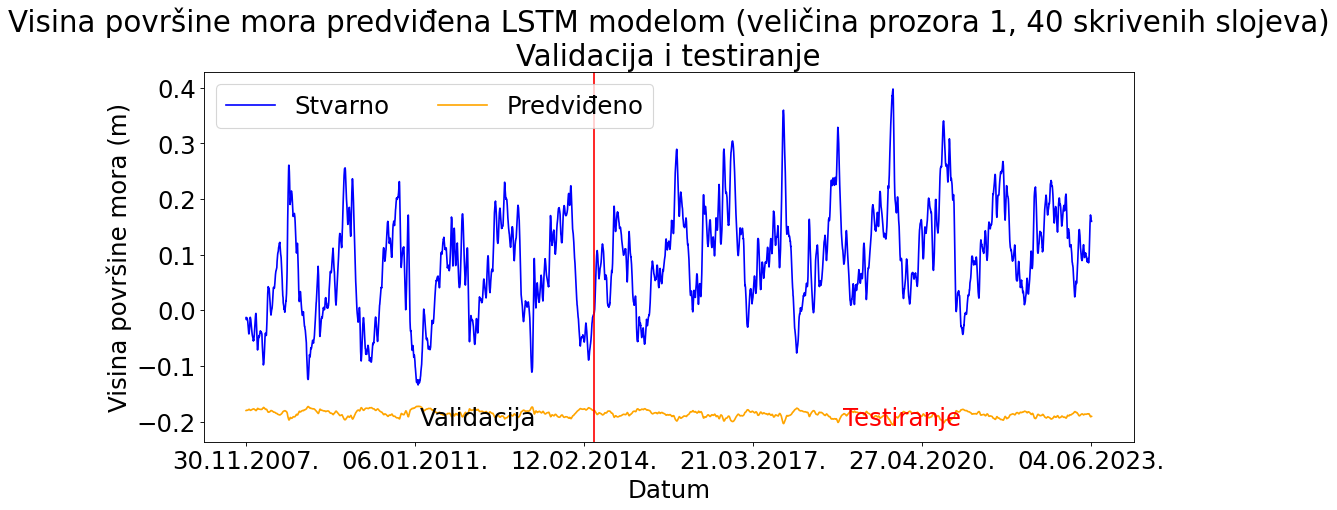 Visina površine mora predviđena LSTM modelom (veličina prozora 1, 40 skrivenih slojeva)
Validacija i testiranje
Stvarno
Predviđeno
Visina površine mora (m)
0.4
0.3
0.2
0.1
0.0
−0.1
−0.2
Validacija
Testiranje
30.11.2007.
06.01.2011.
12.02.2014.
21.03.2017.
27.04.2020.
04.06.2023.
Datum